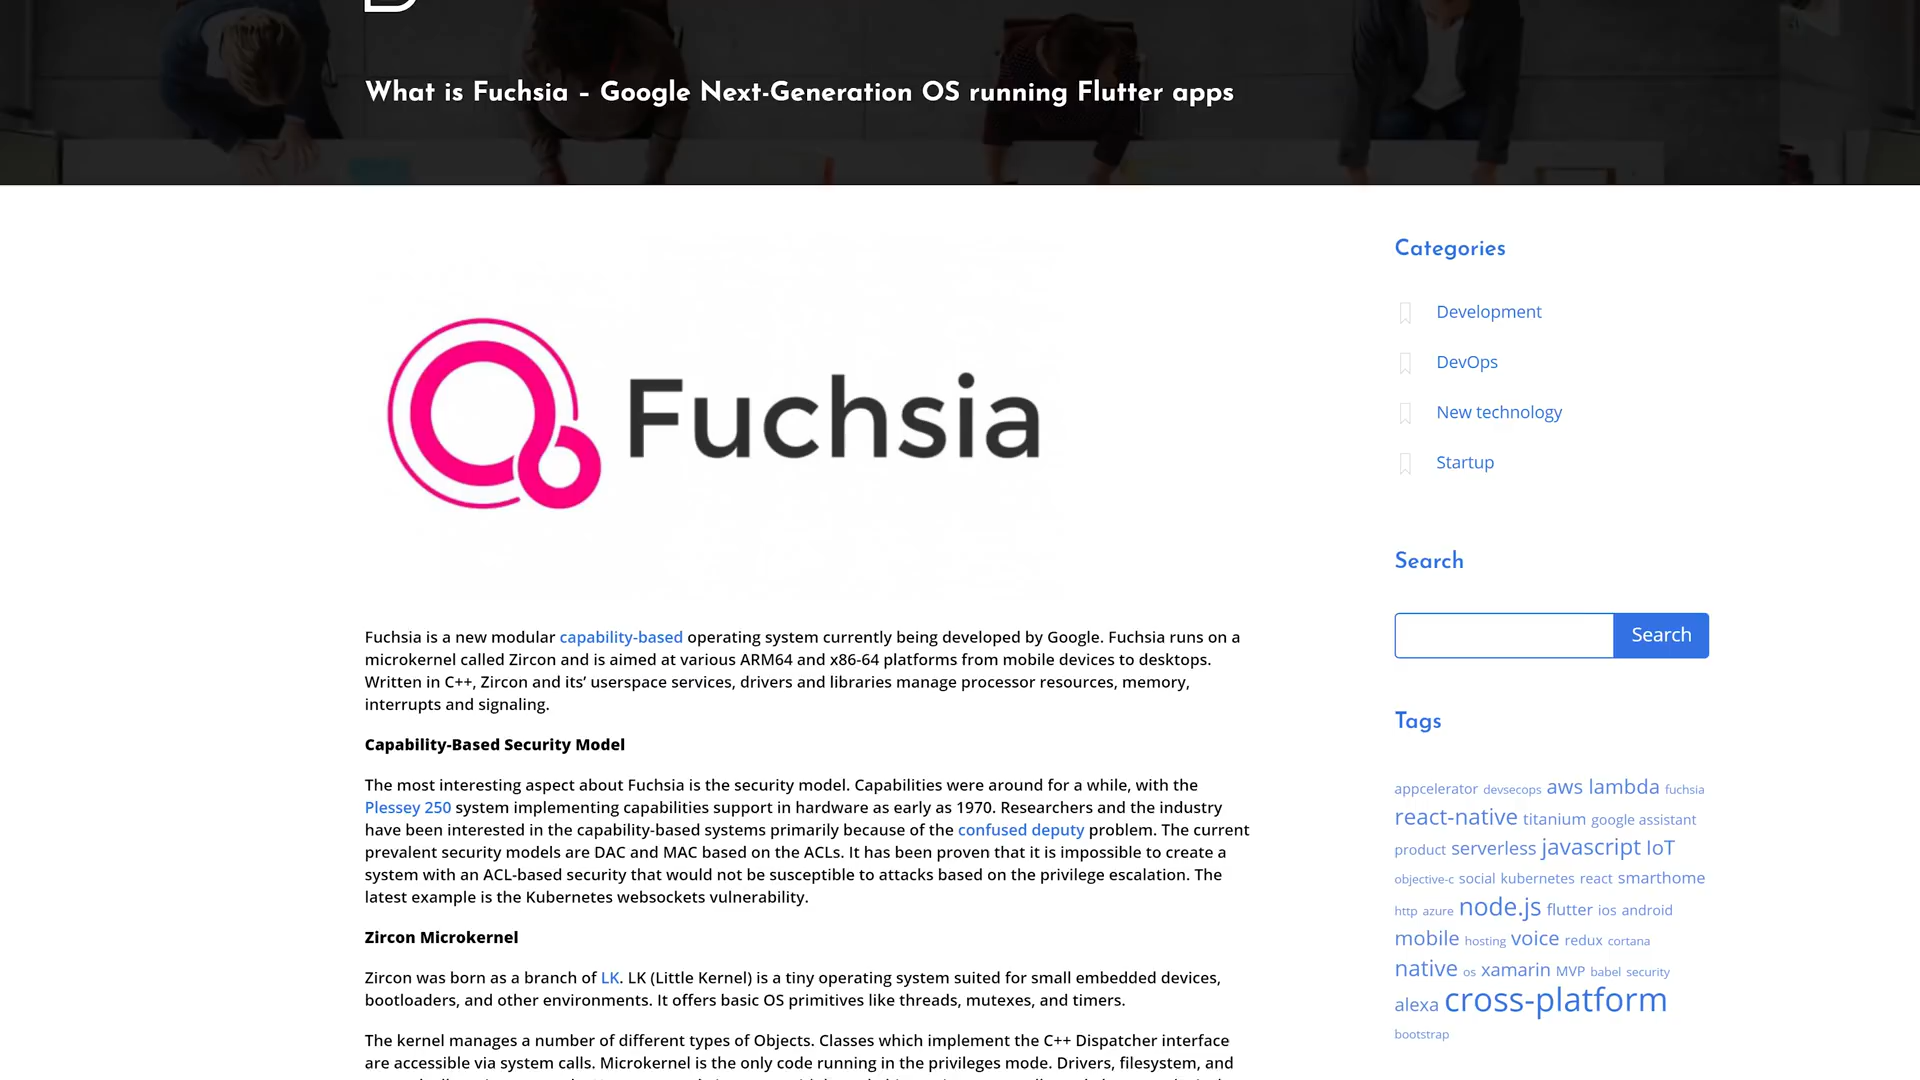 What is Fuchsia – Google Next-Generation OS running Flutter apps
Fuchsia
Fuchsia is a new modular capability-based operating system currently being developed by Google. Fuchsia runs on a
microkernel called Zircon and is aimed at various ARM64 and x86-64 platforms from mobile devices to desktops.
Written in C++, Zircon and its’ userspace services, drivers and libraries manage processor resources, memory,
interrupts and signaling.
Capability-Based Security Model
The most interesting aspect about Fuchsia is the security model. Capabilities were around for a while, with the
Plessey 250 system implementing capabilities support in hardware as early as 1970. Researchers and the industry
have been interested in the capability-based systems primarily because of the confused deputy problem. The current
prevalent security models are DAC and MAC based on the ACLs. It has been proven that it is impossible to create a
system with an ACL-based security that would not be susceptible to attacks based on the privilege escalation. The
latest example is the Kubernetes websockets vulnerability.
Zircon Microkernel
Zircon was born as a branch of LK. LK (Little Kernel) is a tiny operating system suited for small embedded devices,
bootloaders, and other environments. It offers basic OS primitives like threads, mutexes, and timers.
The kernel manages a number of different types of Objects. Classes which implement the C++ Dispatcher interface
are accessible via system calls. Microkernel is the only code running in the privileges mode. Drivers, filesystem, and
Categories
Development
DevOps
New technology
Startup
Search
Search
Tags
appcelerator devsecops aws lambda fuchsia
react-native titanium google assistant
product serverless javascript IoT
objective-c social kubernetes react smarthome
http azure node.js flutter ios android
mobile hosting voice redux cortana
native os xamarin MVP babel security
alexa cross-platform
bootstrap